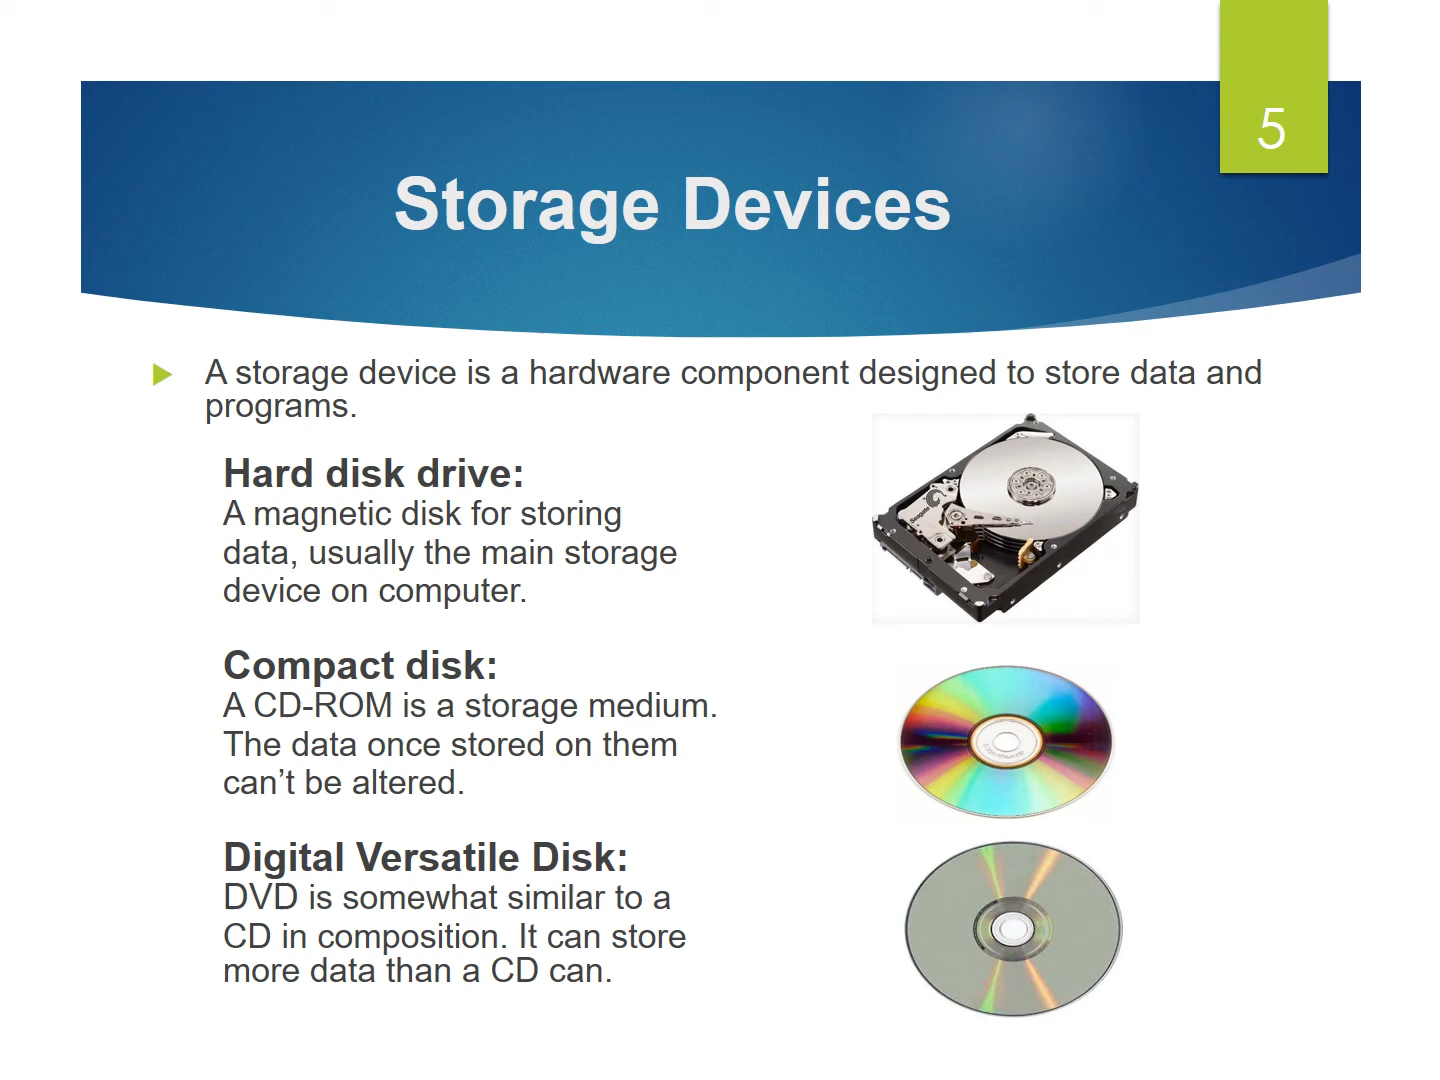 5
Storage Devices
A storage device is a hardware component designed to store data and
programs.
Hard disk drive:
A magnetic disk for storing
data, usually the main storage
device on computer.
Seagate
Compact disk:
A CD-ROM is a storage medium.
The data once stored on them
can’t be altered.
Digital Versatile Disk:
DVD is somewhat similar to a
CD in composition. It can store
more data than a CD can.